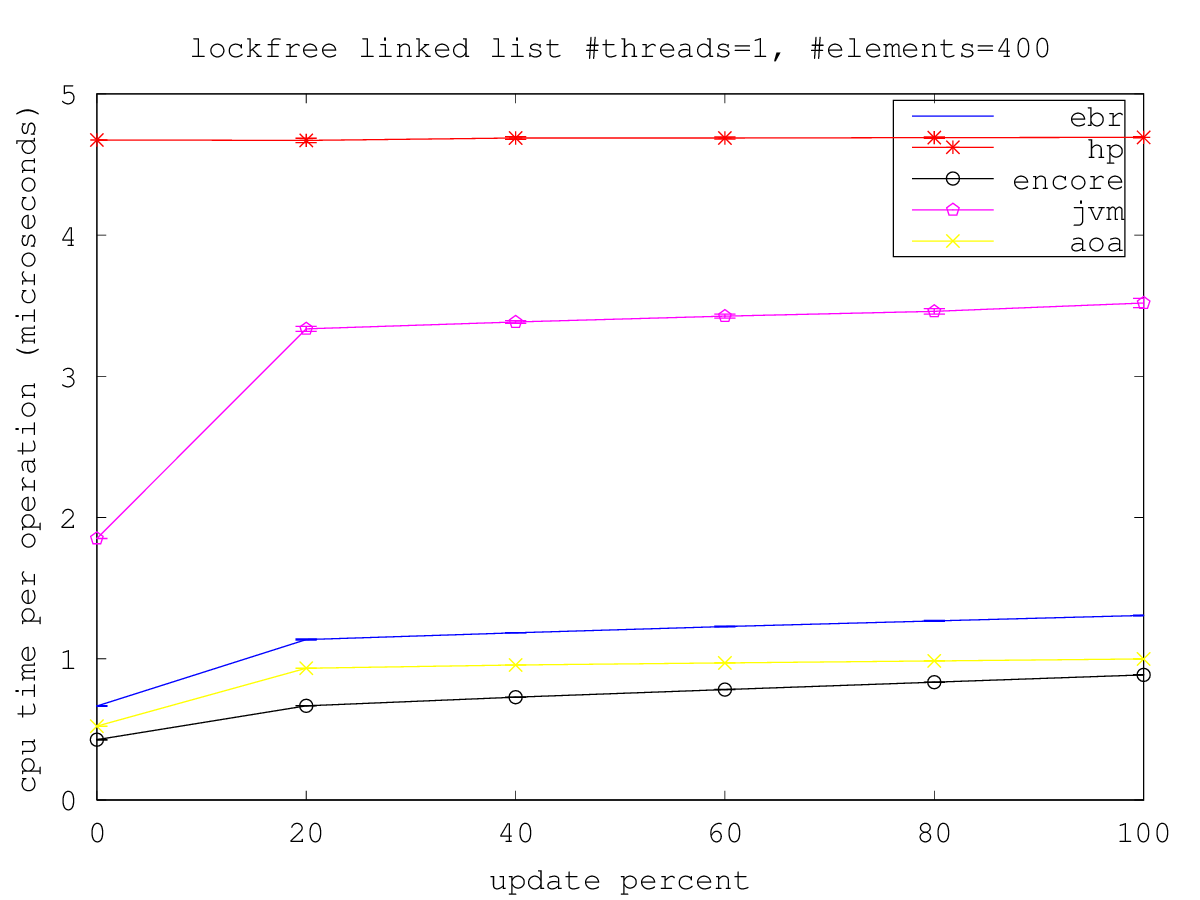 lockfree linked list #threads=1, #elements=400
cpu time per operation (microseconds)
5
4
3
2
1
0
ebr
hp
encore
jvm
aoa
0 20 40 60 80 100
update percent